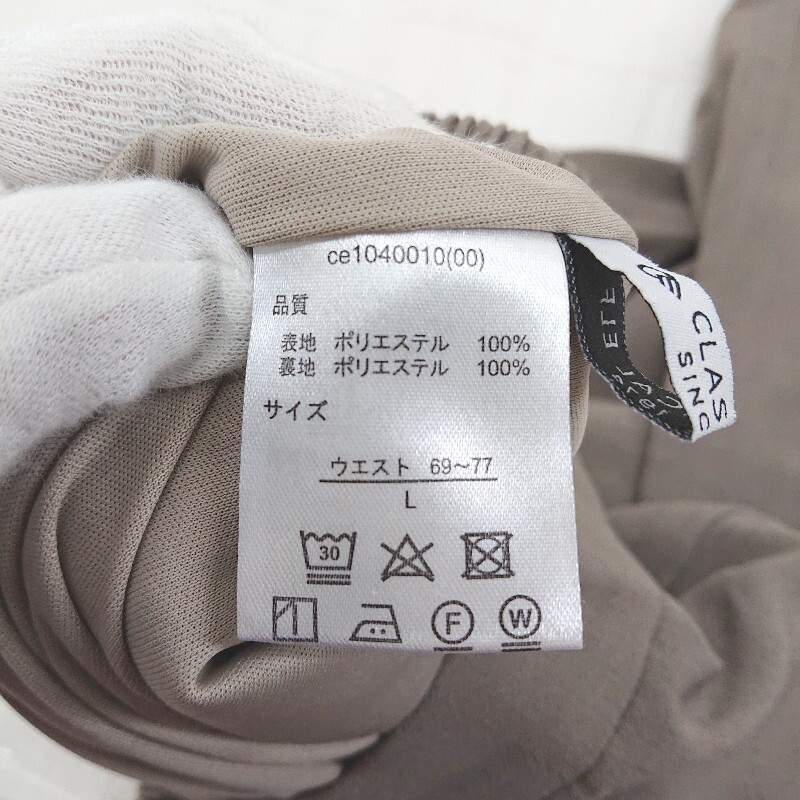 ce1040010(00)
品質
表地 ポリエステル 100%
裏地 ポリエステル 100%
サイズ
ウエスト 69~77
L
30
F
W
CLAS
SINC